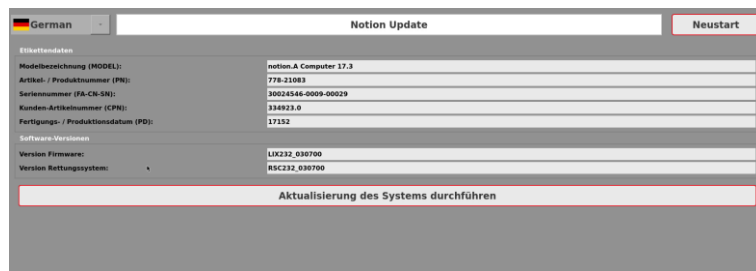 German
Notion Update
Neustart
Etikettendaten
Modelbezeichnung (MODEL): notion.A Computer 17.3
Artikel- / Produktnummer (PN): 778-21083
Seriennummer (FA-CN-SN): 30024546-0009-00029
Kunden-Artikelnummer (CPN): 334923.0
Fertigungs- / Produktionsdatum (PD): 17152
Software-Versionen
Version Firmware: LIX232_030700
Version Rettungssystem: RSC232_030700
Aktualisierung des Systems durchführen